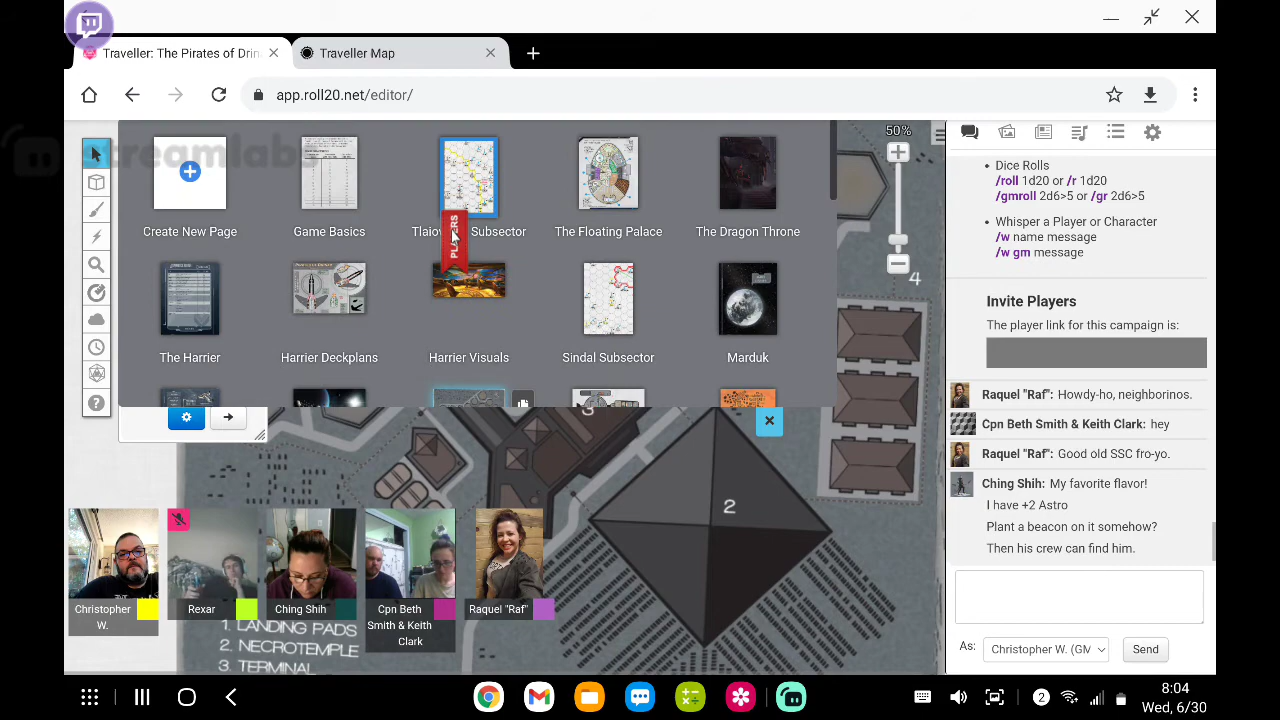 Traveller: The Pirates of Drin
Traveller Map
app.roll20.net/editor/
streamlabs
Create New Page
Game Basics
Tlaiow Subsector
The Floating Palace
The Dragon Throne
PLAYERS
The Harrier
Harrier Deckplans
Harrier Visuals
Sindal Subsector
Marduk
50%
4
3
2
1. LANDING PADS
2. NECROTEMPLE
3. TERMINAL
Christopher W.
Rexar
Ching Shih
Cpn Beth Smith & Keith Clark
Raquel "Raf"
• Dice Rolls
/roll 1d20 or /r 1d20
/gmroll 2d6>5 or /gr 2d6>5
• Whisper a Player or Character
/w name message
/w gm message
Invite Players
The player link for this campaign is:
Raquel "Raf": Howdy-ho, neighborinos.
Cpn Beth Smith & Keith Clark: hey
Raquel "Raf": Good old SSC fro-yo.
Ching Shih: My favorite flavor!
I have +2 Astro
Plant a beacon on it somehow?
Then his crew can find him.
As:
Christopher W. (GM
Send
2
8:04
Wed, 6/30